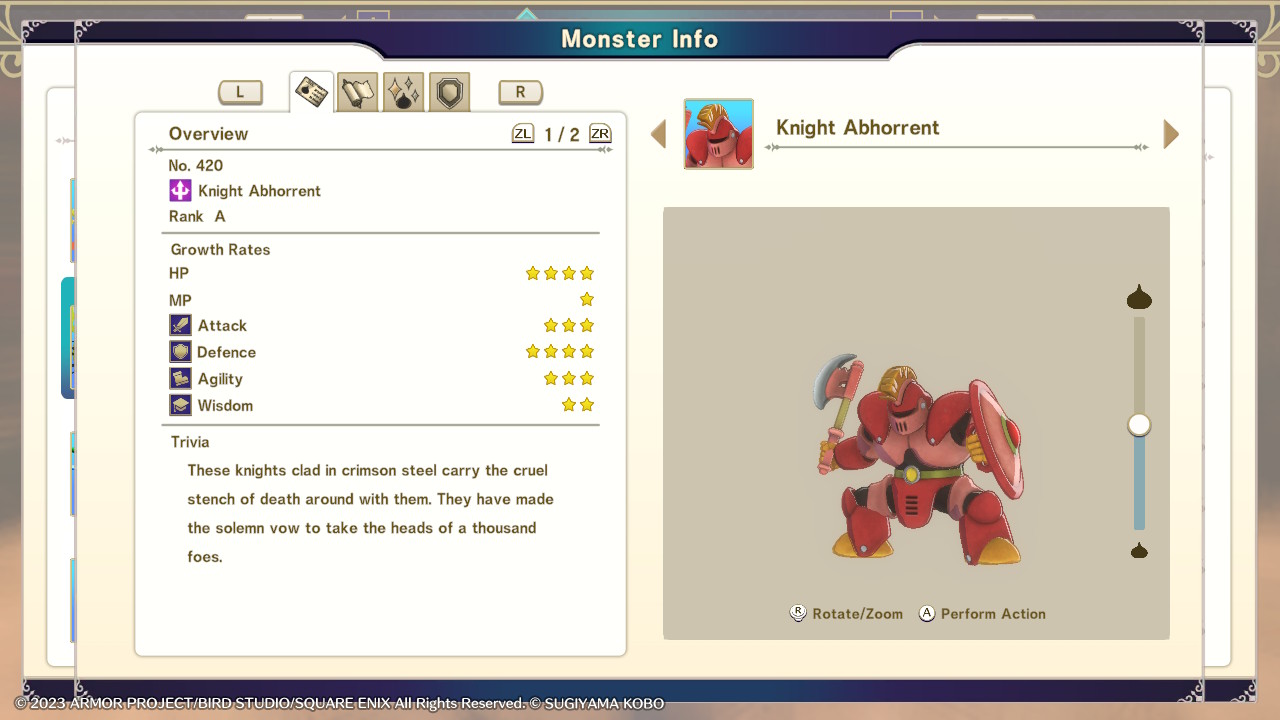 Monster Info
L
R
Overview
ZL 1 / 2 ZR
No. 420
Knight Abhorrent
Rank A
Growth Rates
HP
MP
Attack
Defence
Agility
Wisdom
Trivia
These knights clad in crimson steel carry the cruel
stench of death around with them. They have made
the solemn vow to take the heads of a thousand
foes.
Knight Abhorrent
R Rotate/Zoom A Perform Action
© 2023 ARMOR PROJECT/BIRD STUDIO/SQUARE ENIX All Rights Reserved. © SUGIYAMA KOBO